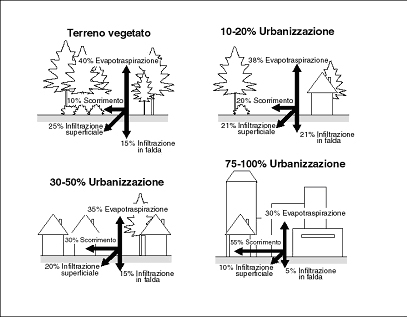 Terreno vegetato
40% Evapotraspirazione
10% Scorrimento
25% Infiltrazione
superficiale
15% Infiltrazione
in falda
10-20% Urbanizzazione
38% Evapotraspirazione
20% Scorrimento
21% Infiltrazione
superficiale
21% Infiltrazione
in falda
30-50% Urbanizzazione
35% Evapotraspirazione
30% Scorrimento
20% Infiltrazione
superficiale
15% Infiltrazione
in falda
75-100% Urbanizzazione
30% Evapotraspirazione
55% Scorrimento
10% Infiltrazione
superficiale
5% Infiltrazione
in falda